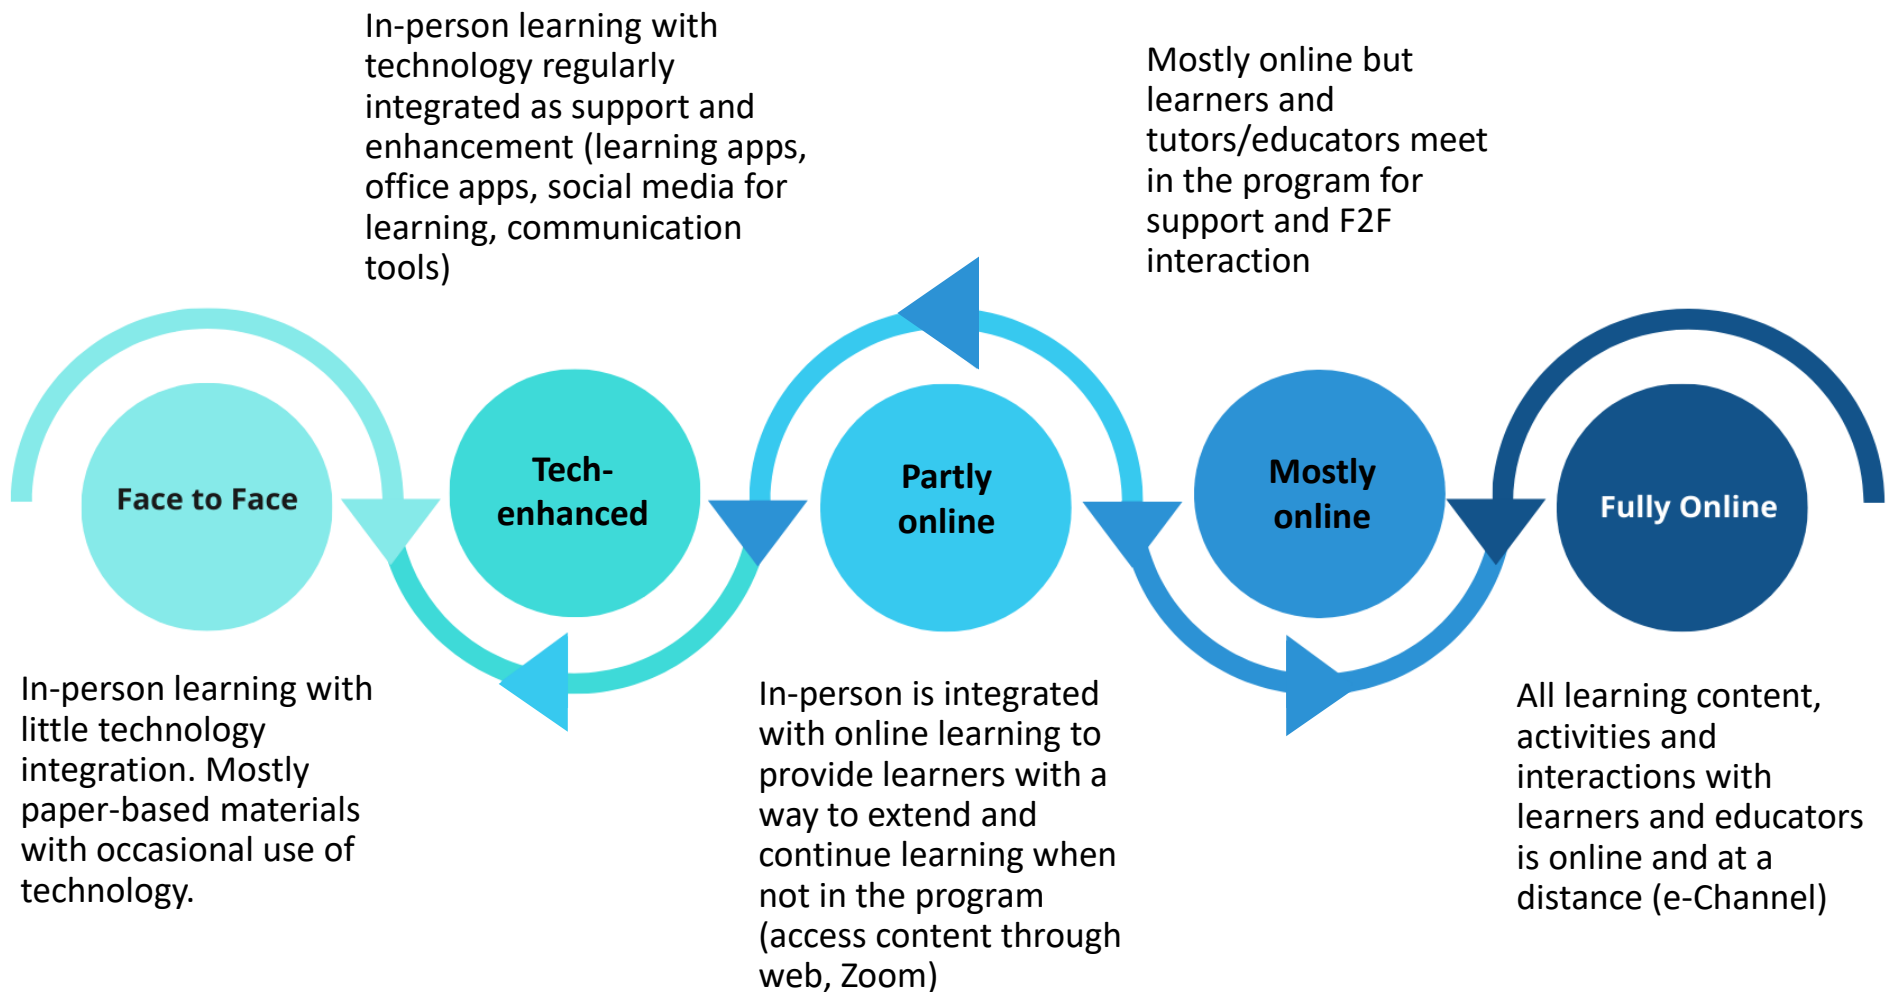 In-person learning with
technology regularly
integrated as support and
enhancement (learning apps,
office apps, social media for
learning, communication
tools)
Mostly online but
learners and
tutors/educators meet
in the program for
support and F2F
interaction
Face to Face
Tech-
enhanced
Partly
online
Mostly
online
Fully Online
In-person learning with
little technology
integration. Mostly
paper-based materials
with occasional use of
technology.
In-person is integrated
with online learning to
provide learners with a
way to extend and
continue learning when
not in the program
(access content through
web, Zoom)
All learning content,
activities and
interactions with
learners and educators
is online and at a
distance (e-Channel)